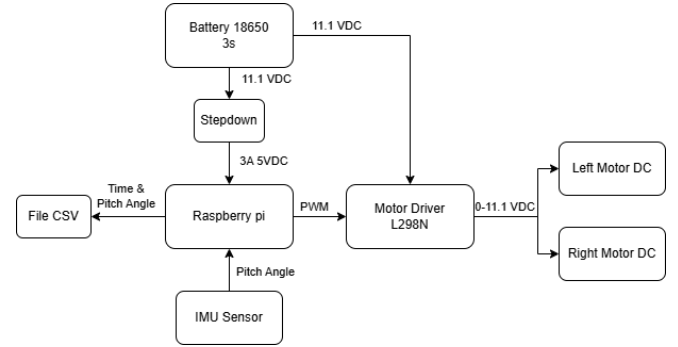 Battery 18650
3s
11.1 VDC
11.1 VDC
Stepdown
3A 5VDC
Time &
Pitch Angle
File CSV
Raspberry pi
PWM
Motor Driver
L298N
0-11.1 VDC
Left Motor DC
Right Motor DC
Pitch Angle
IMU Sensor